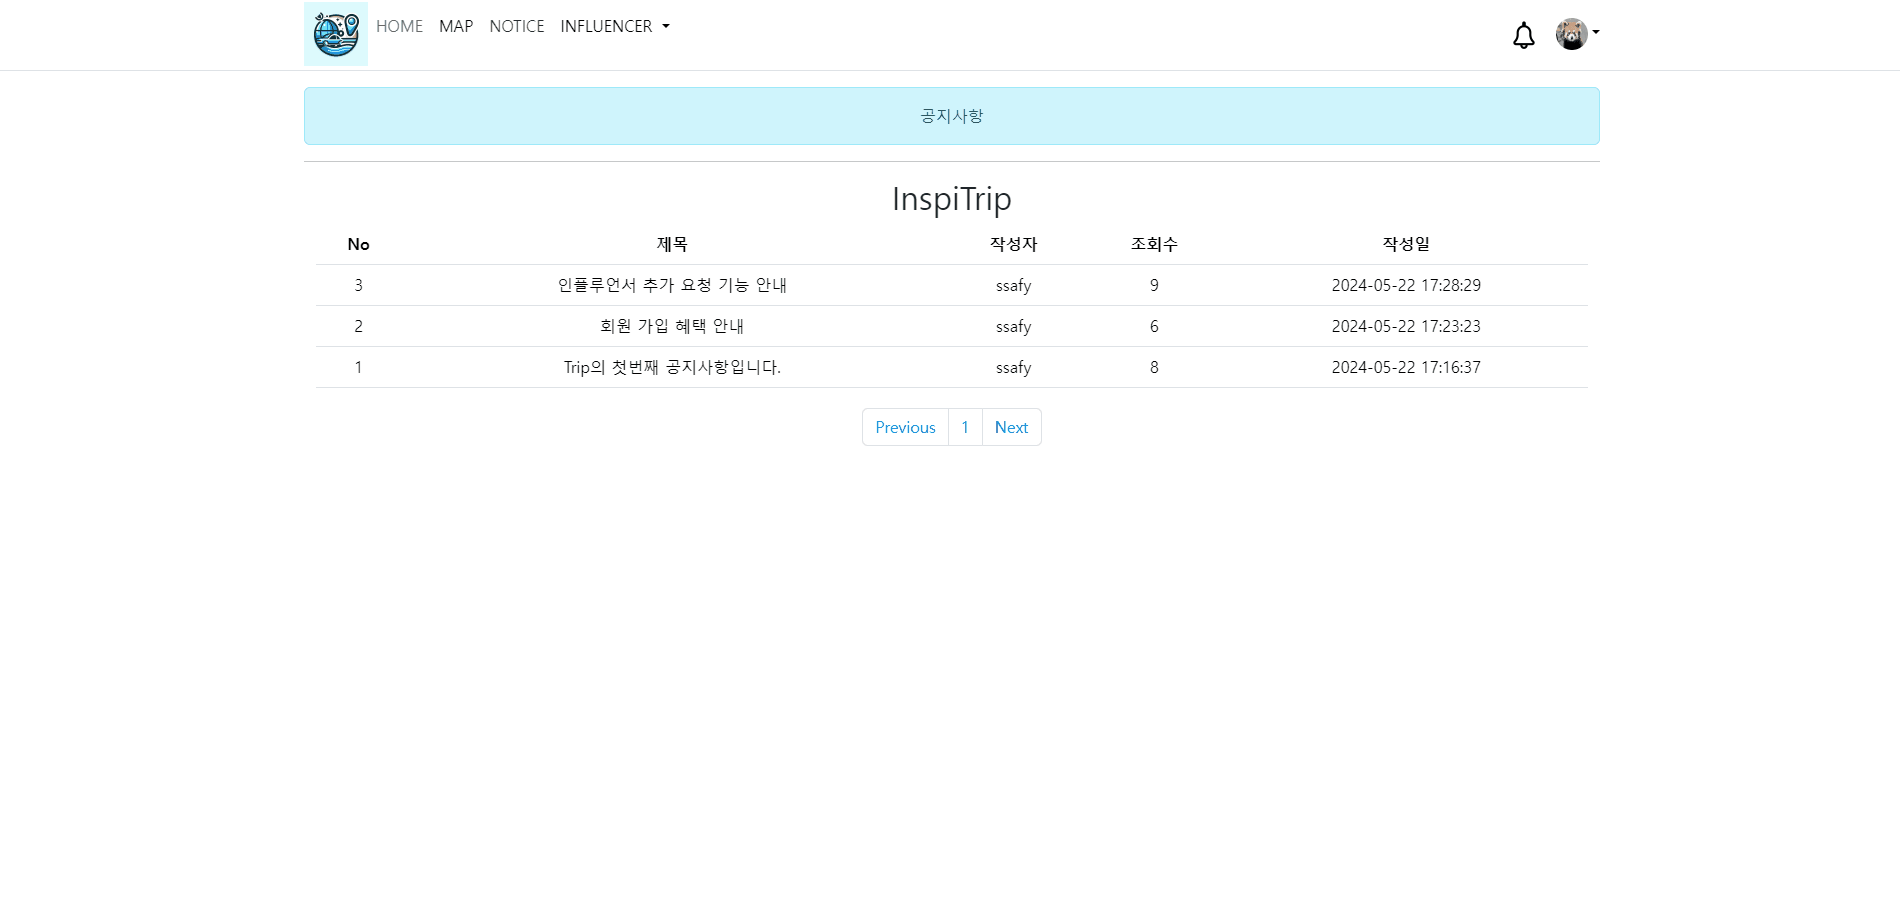 HOME MAP NOTICE INFLUENCER
공지사항
InspiTrip
No 제목 작성자 조회수 작성일
3 인플루언서 추가 요청 기능 안내 ssafy 9 2024-05-22 17:28:29
2 회원 가입 혜택 안내 ssafy 6 2024-05-22 17:23:23
1 Trip의 첫번째 공지사항입니다. ssafy 8 2024-05-22 17:16:37
Previous 1 Next